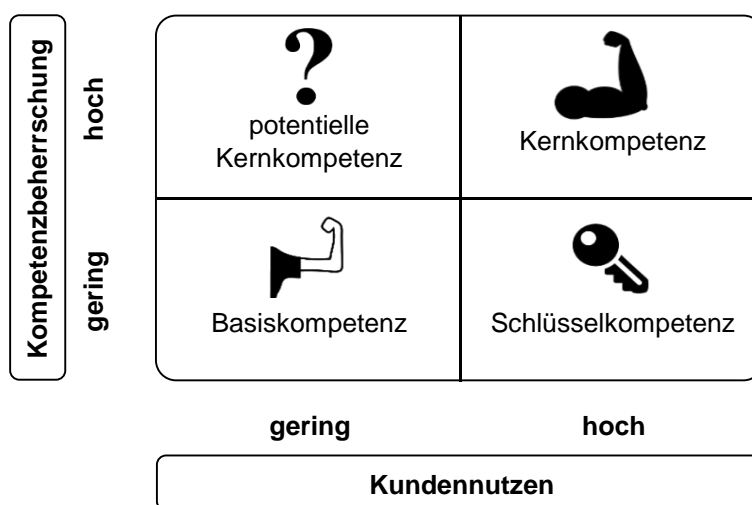 Kompetenzbeherrschung
hoch
gering
?
potentielle
Kernkompetenz
Kernkompetenz
Basiskompetenz
Schlüsselkompetenz
gering
hoch
Kundennutzen